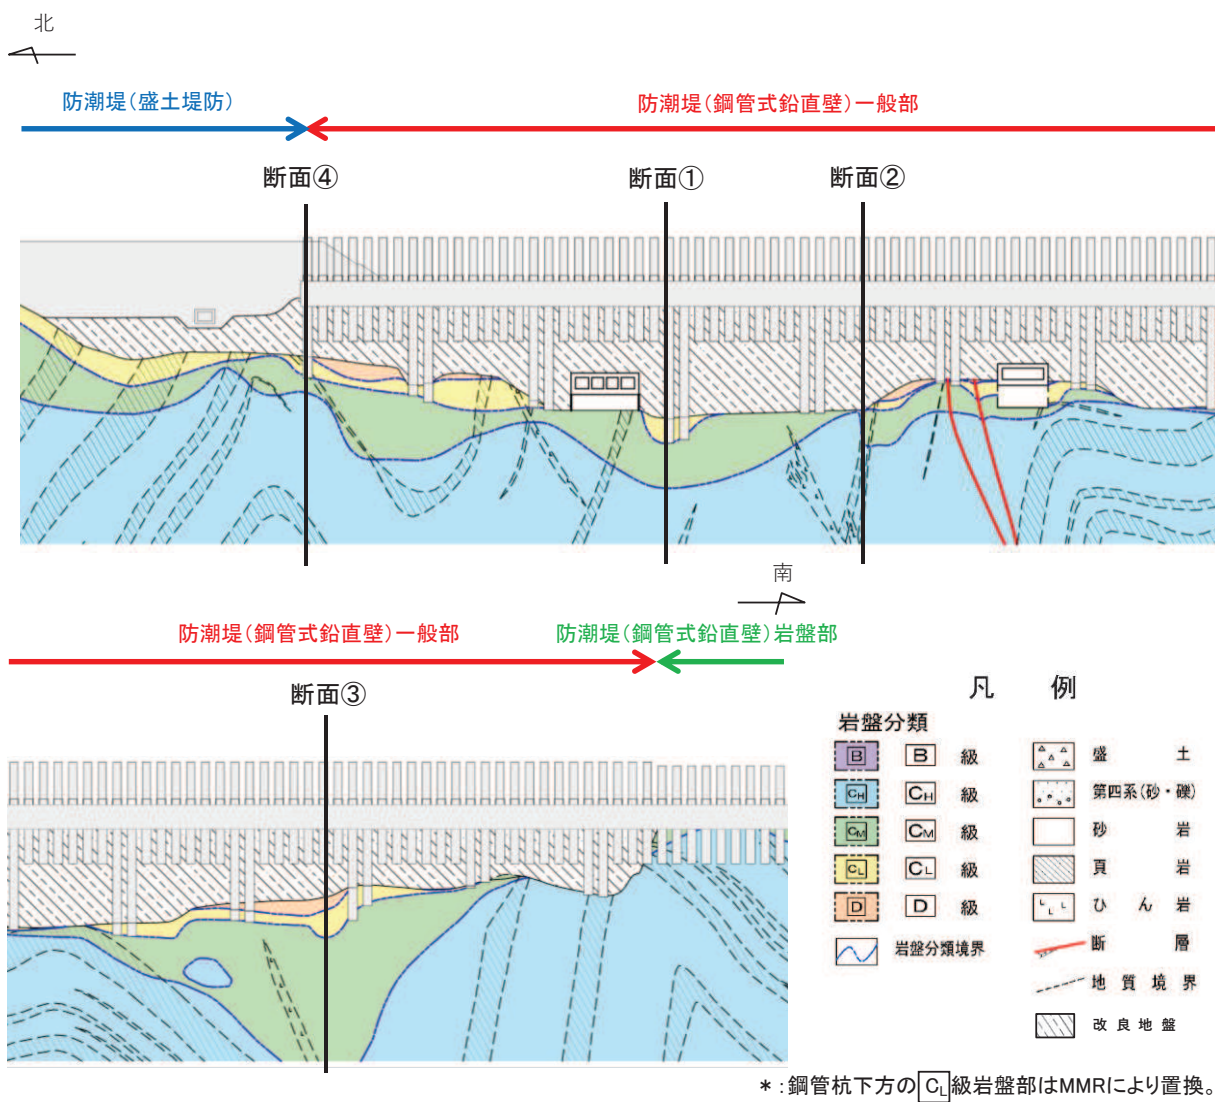 北
防潮堤(盛土堤防)
防潮堤(鋼管式鉛直壁)一般部
断面④
断面①
断面②
南
防潮堤(鋼管式鉛直壁)一般部
防潮堤(鋼管式鉛直壁)岩盤部
断面③
凡 例
岩盤分類
B B 級
CH CH 級
CM CM 級
CL CL 級
D D 級
岩盤分類境界
盛 土
第四系(砂・礫)
砂 岩
頁 岩
ひ ん 岩
断 層
地 質 境 界
改 良 地 盤
*:鋼管杭下方のCL級岩盤部はMMRにより置換。